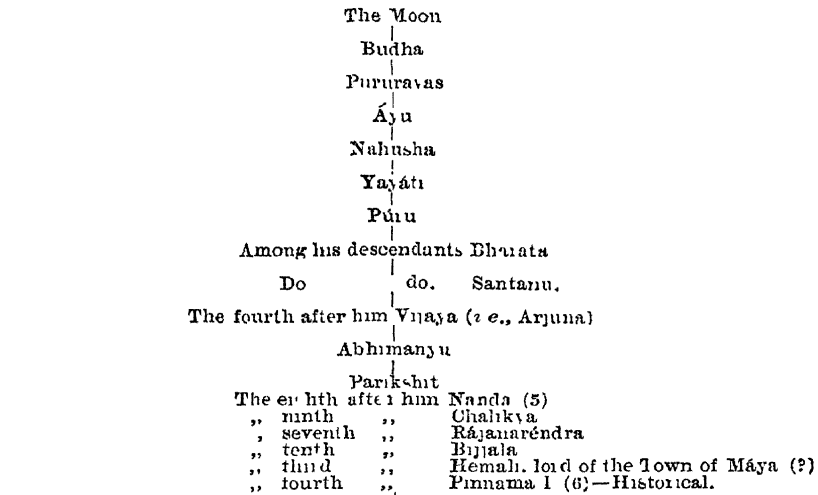 The Moon
Budha
Pururavas
Áyu
Nahusha
Yayáti
Púru
Among his descendants Bharata
Do do. Santanu.
The fourth after him Vijaya (i e., Arjuna)
Abhimanyu
Parikshit
The eighth after him Nanda (5)
„ ninth „ Chalikya
„ seventh „ Rájanaréndra
„ tenth „ Bijjala
„ third „ Hemali. lord of the Town of Máya (?)
„ fourth „ Pinnama I (6)—Historical.